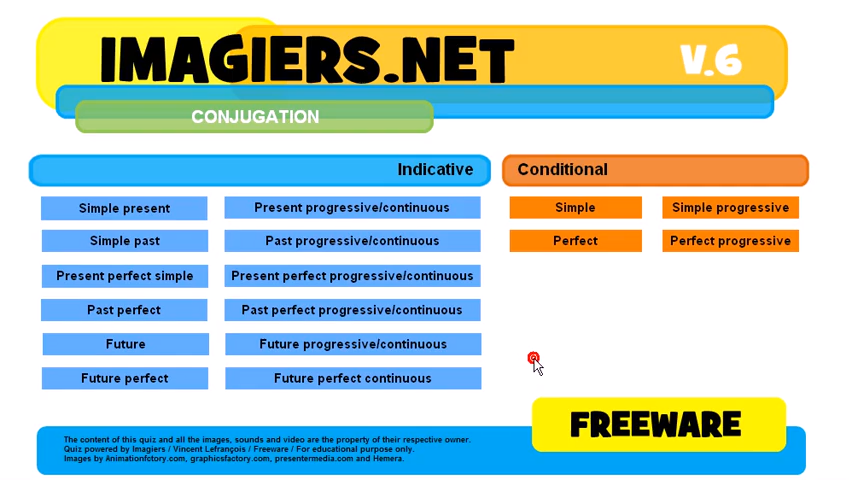 IMAGIERS.NET
V.6
CONJUGATION
Indicative
Conditional
Simple present
Present progressive/continuous
Simple
Simple progressive
Simple past
Past progressive/continuous
Perfect
Perfect progressive
Present perfect simple
Present perfect progressive/continuous
Past perfect
Past perfect progressive/continuous
Future
Future progressive/continuous
Future perfect
Future perfect continuous
FREEWARE
The content of this quiz and all the images, sounds and video are the property of their respective owner.
Quiz powered by Imagiers / Vincent Lefrançois / Freeware / For educational purpose only.
Images by Animationfctory.com, graphicsfactory.com, presentermedia.com and Hemera.